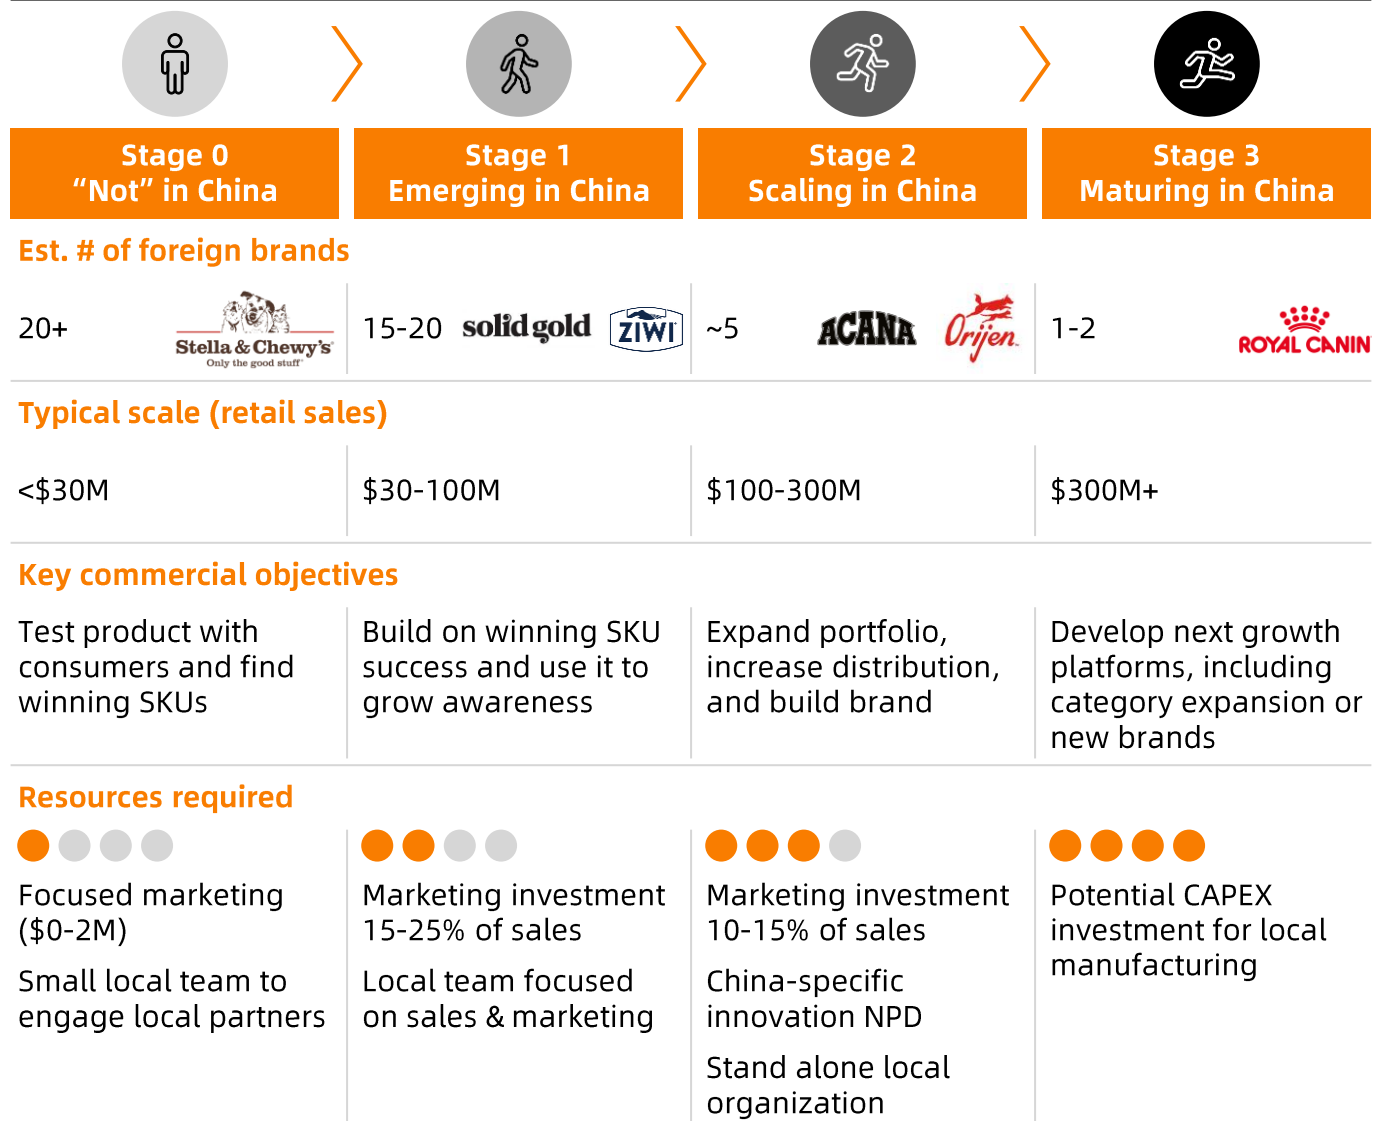 Stage 0
“Not” in China
Stage 1
Emerging in China
Stage 2
Scaling in China
Stage 3
Maturing in China
Est. # of foreign brands
20+
Stella & Chewy's
Only the good stuff
15-20
solid gold
ZIWI
~5
ACANA
Orijen
1-2
ROYAL CANIN
Typical scale (retail sales)
<$30M
$30-100M
$100-300M
$300M+
Key commercial objectives
Test product with
consumers and find
winning SKUs
Build on winning SKU
success and use it to
grow awareness
Expand portfolio,
increase distribution,
and build brand
Develop next growth
platforms, including
category expansion or
new brands
Resources required
Focused marketing
($0-2M)
Small local team to
engage local partners
Marketing investment
15-25% of sales
Local team focused
on sales & marketing
Marketing investment
10-15% of sales
China-specific
innovation NPD
Stand alone local
organization
Potential CAPEX
investment for local
manufacturing